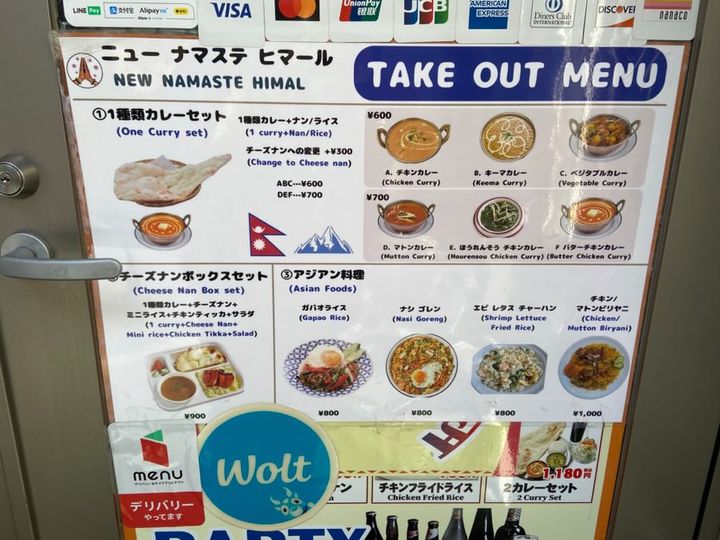 LINE Pay 支付宝 Alipay HK
VISA
mastercard
UnionPay
銀联
JCB
AMERICAN
EXPRESS
Diners Club
INTERNATIONAL
DISCOVER
nanaco
ニュー ナマステ ヒマール
NEW NAMASTE HIMAL
TAKE OUT MENU
①1種類カレーセット
(One Curry set)
1種類カレー+ナン/ライス
(1 curry+Nan/Rice)
チーズナンへの変更 +¥300
(Change to Cheese nan)
ABC…¥600
DEF…¥700
¥600
A. チキンカレー
(Chicken Curry)
B. キーマカレー
(Keema Curry)
C. ベジタブルカレー
(Vegetable Curry)
¥700
D. マトンカレー
(Mutton Curry)
E. ほうれんそう チキンカレー
(Hourensou Chicken Curry)
F バターチキンカレー
(Butter Chicken Curry)
チーズナンボックスセット
(Cheese Nan Box set)
1種類カレー+チーズナン+
ミニライス+チキンティッカ+サラダ
(1 curry+Cheese Nan+
Mini rice+Chicken Tikka+Salad)
¥900
③アジアン料理
(Asian Foods)
ガパオライス
(Gapao Rice)
¥800
ナシ ゴレン
(Nasi Goreng)
¥800
エビ レタス チャーハン
(Shrimp Lettuce
Fried Rice)
¥800
チキン/
マトンビリヤニ
(Chicken/
Mutton Biryani)
¥1,000
menu
デリバリー
やってます
Wolt
チキンフライドライス
Chicken Fried Rice
1,180
2カレーセット
2 Curry Set
PARTY